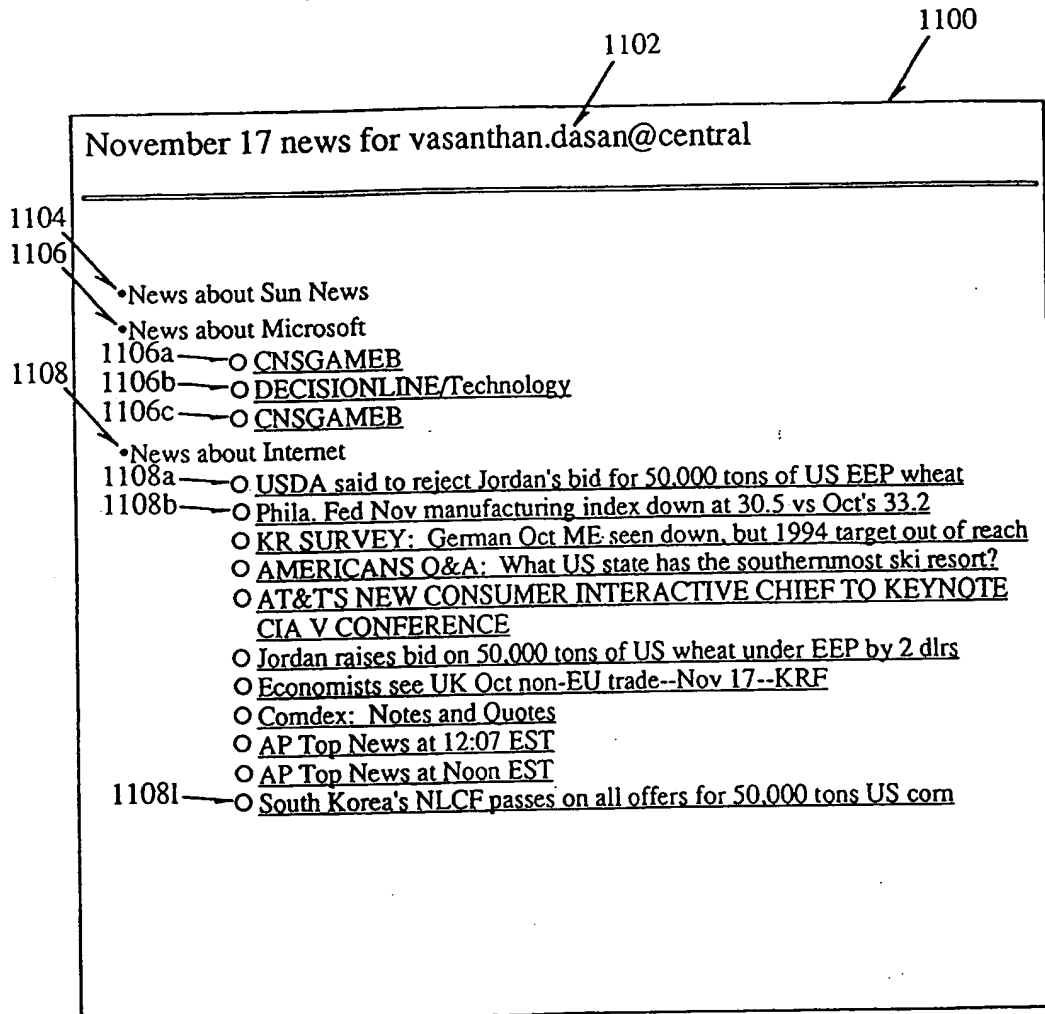 1100
1102
November 17 news for vasanthan.dasan@central
1104
1106
•News about Sun News
•News about Microsoft
1106a O CNSGAMEB
1108 1106b O DECISIONLINE/Technology
1106c O CNSGAMEB
•News about Internet
1108a O USDA said to reject Jordan's bid for 50,000 tons of US EEP wheat
1108b O Phila. Fed Nov manufacturing index down at 30.5 vs Oct's 33.2
O KR SURVEY: German Oct ME seen down, but 1994 target out of reach
O AMERICANS Q&A: What US state has the southernmost ski resort?
O AT&T'S NEW CONSUMER INTERACTIVE CHIEF TO KEYNOTE
CIA V CONFERENCE
O Jordan raises bid on 50,000 tons of US wheat under EEP by 2 dlrs
O Economists see UK Oct non-EU trade--Nov 17--KRF
O Comdex: Notes and Quotes
O AP Top News at 12:07 EST
O AP Top News at Noon EST
1108I O South Korea's NLCF passes on all offers for 50,000 tons US corn